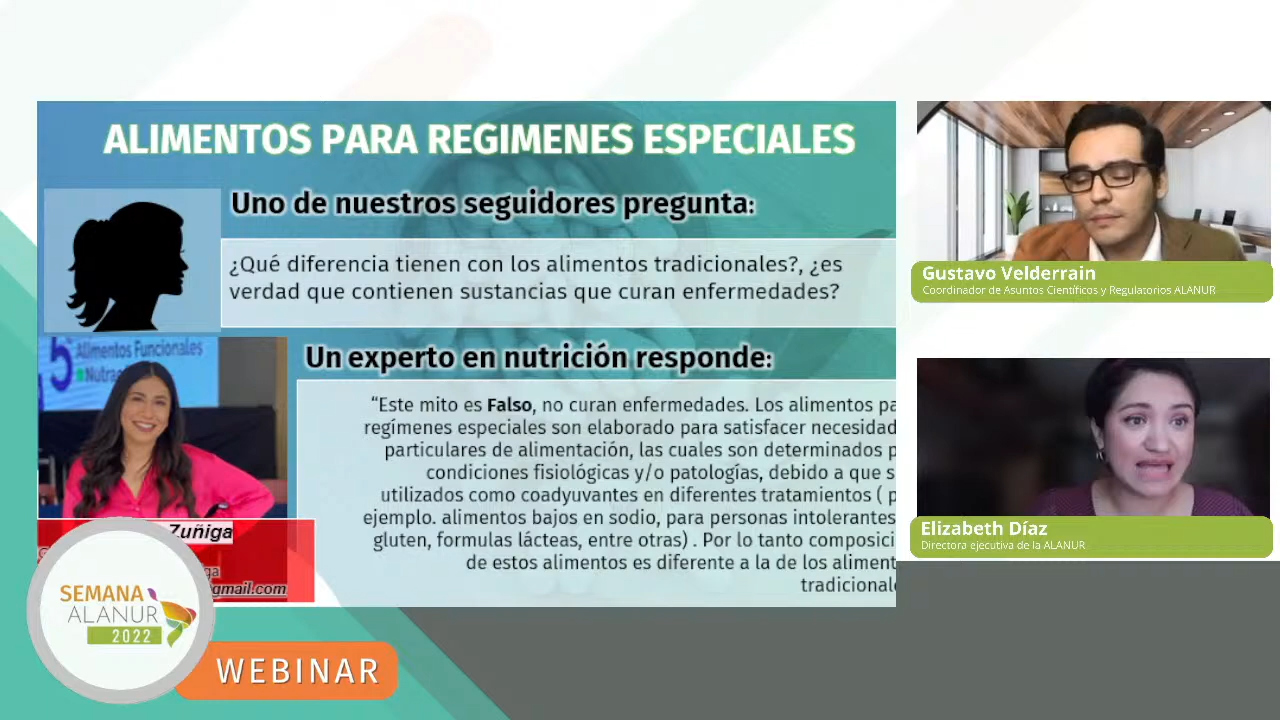 ALIMENTOS PARA REGIMENES ESPECIALES
Uno de nuestros seguidores pregunta:
¿Qué diferencia tienen con los alimentos tradicionales?, ¿es
verdad que contienen sustancias que curan enfermedades?
5
Alimentos Funcionales
Un experto en nutrición responde:
“Este mito es Falso, no curan enfermedades. Los alimentos pa
regímenes especiales son elaborado para satisfacer necesidad
particulares de alimentación, las cuales son determinados p
condiciones fisiológicas y/o patologías, debido a que s
utilizados como coadyuvantes en diferentes tratamientos ( p
ejemplo. alimentos bajos en sodio, para personas intolerantes
gluten, formulas lácteas, entre otras) . Por lo tanto composici
de estos alimentos es diferente a la de los aliment
tradicional
Zuñiga
gmail.com
SEMANA
ALANUR
2022
WEBINAR
Gustavo Velderrain
Coordinador de Asuntos Científicos y Regulatorios ALANUR
Elizabeth Díaz
Directora ejecutiva de la ALANUR